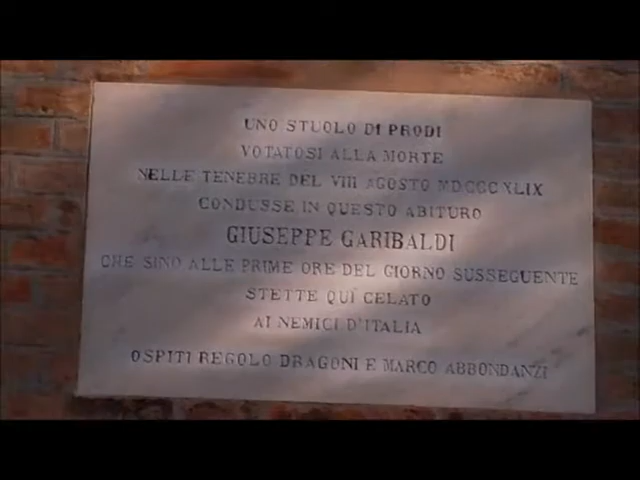 UNO STUOLO DI PRODI
VOTATOSI ALLA MORTE
NELLE TENEBRE DEL VIII AGOSTO MDCCCXLIX
CONDUSSE IN QUESTO ABITURO
GIUSEPPE GARIBALDI
CHE SINO ALLE PRIME ORE DEL GIORNO SUSSEGUENTE
STETTE QUI CELATO
AI NEMICI D'ITALIA
OSPITI REGOLO DRAGONI E MARCO ABBONDANZI